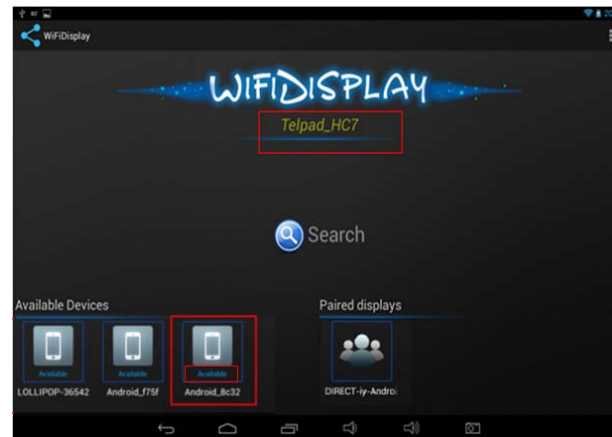 WiFiDisplay
WIFIDISPLAY
Telpad_HC7
Search
Available Devices
Paired displays
Available
Available
Available
LOLLIPOP-36542
Android_f75f
Android_8c32
DIRECT-iy-Androi